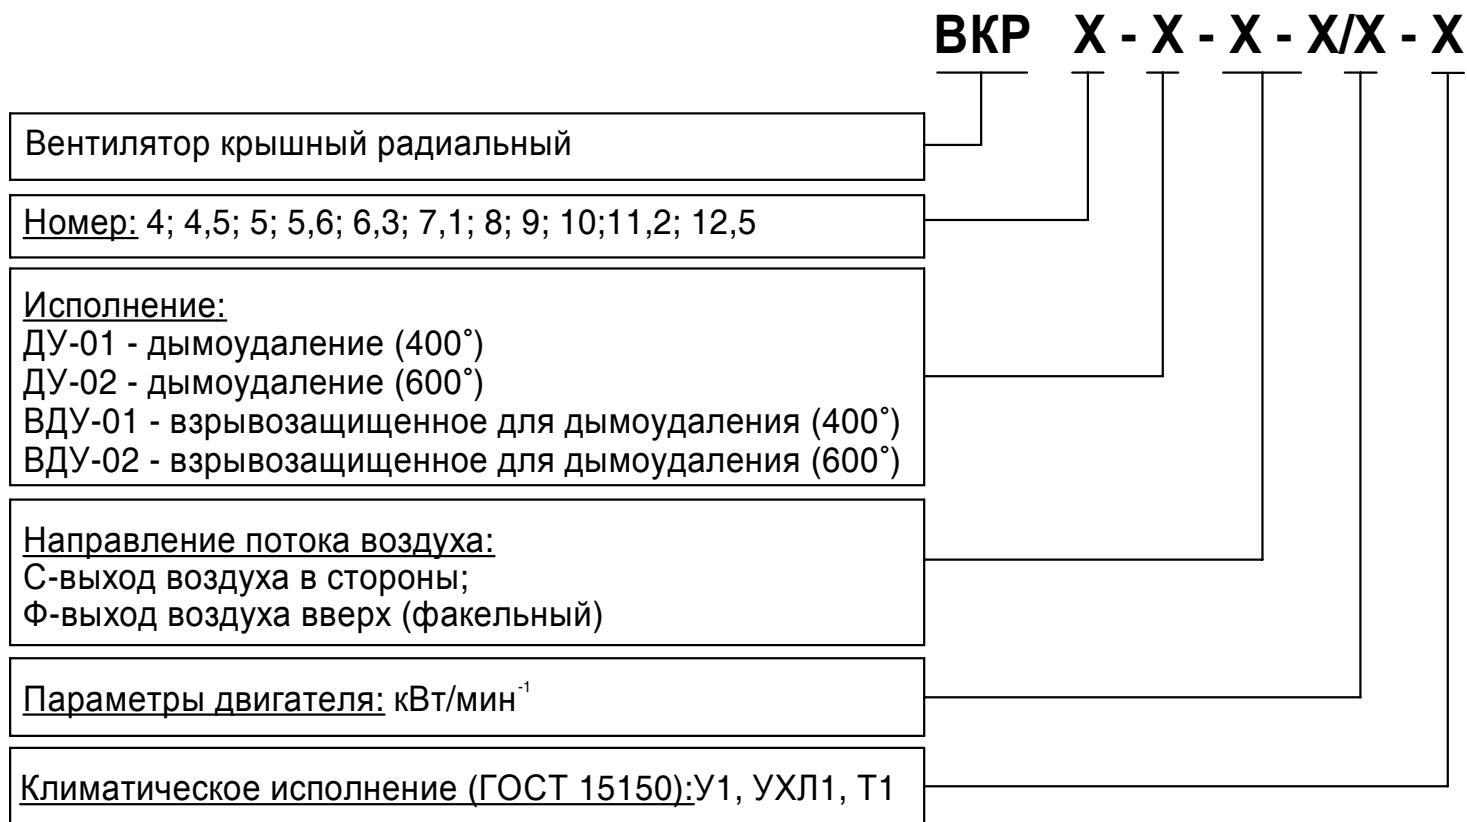 ВКР Х - Х - Х - Х/Х - Х
Вентилятор крышный радиальный
Номер: 4; 4,5; 5; 5,6; 6,3; 7,1; 8; 9; 10;11,2; 12,5
Исполнение:
ДУ-01 - дымоудаление (400˚)
ДУ-02 - дымоудаление (600˚)
ВДУ-01 - взрывозащищенное для дымоудаления (400˚)
ВДУ-02 - взрывозащищенное для дымоудаления (600˚)
Направление потока воздуха:
С-выход воздуха в стороны;
Ф-выход воздуха вверх (факельный)
Параметры двигателя: кВт/мин⁻¹
Климатическое исполнение (ГОСТ 15150):У1, УХЛ1, Т1